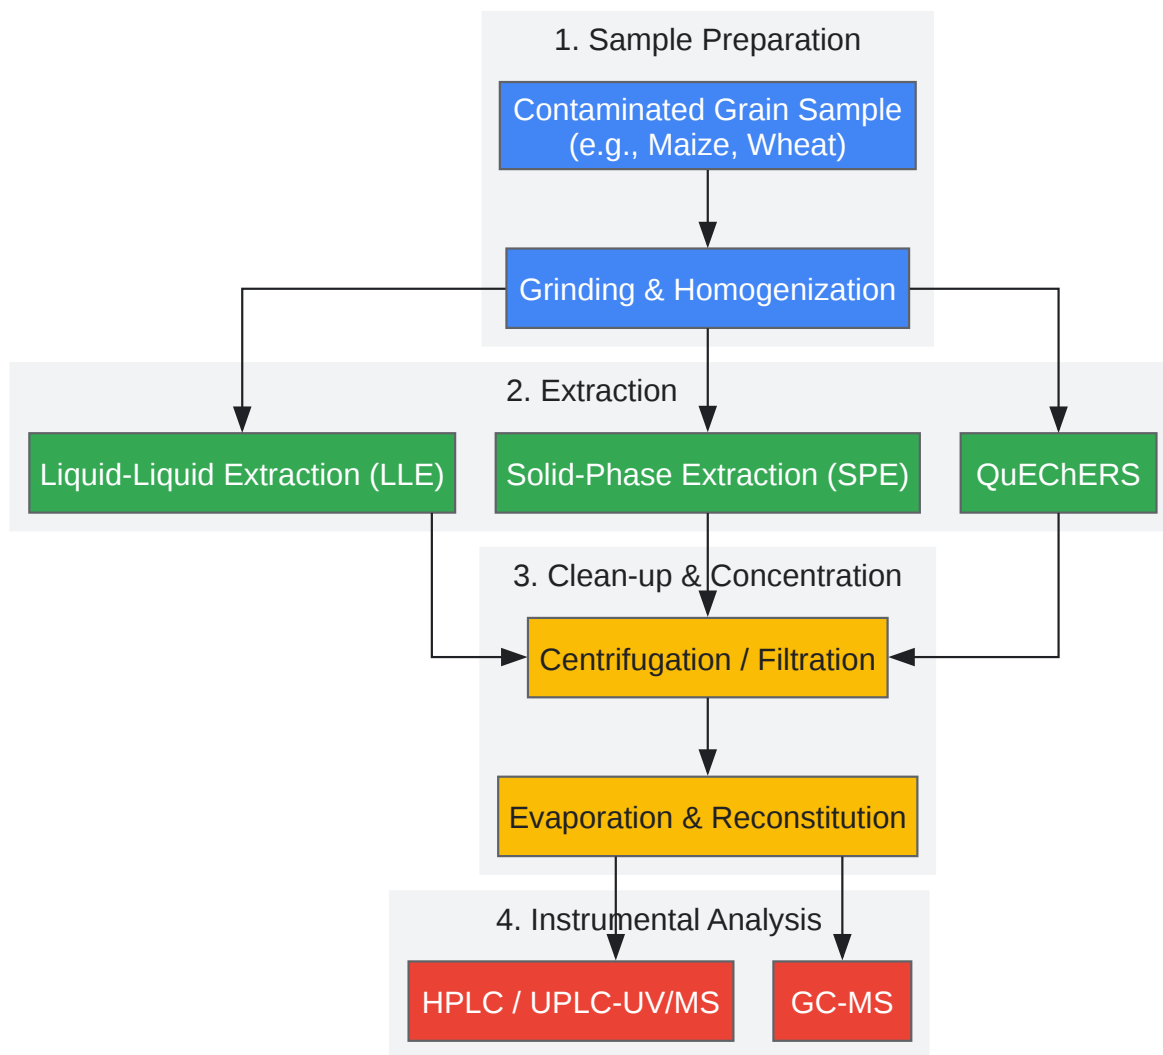 1. Sample Preparation
Contaminated Grain Sample
(e.g., Maize, Wheat)
Grinding & Homogenization
2. Extraction
Liquid-Liquid Extraction (LLE)
Solid-Phase Extraction (SPE)
QuEChERS
3. Clean-up & Concentration
Centrifugation / Filtration
Evaporation & Reconstitution
4. Instrumental Analysis
HPLC / UPLC-UV/MS
GC-MS